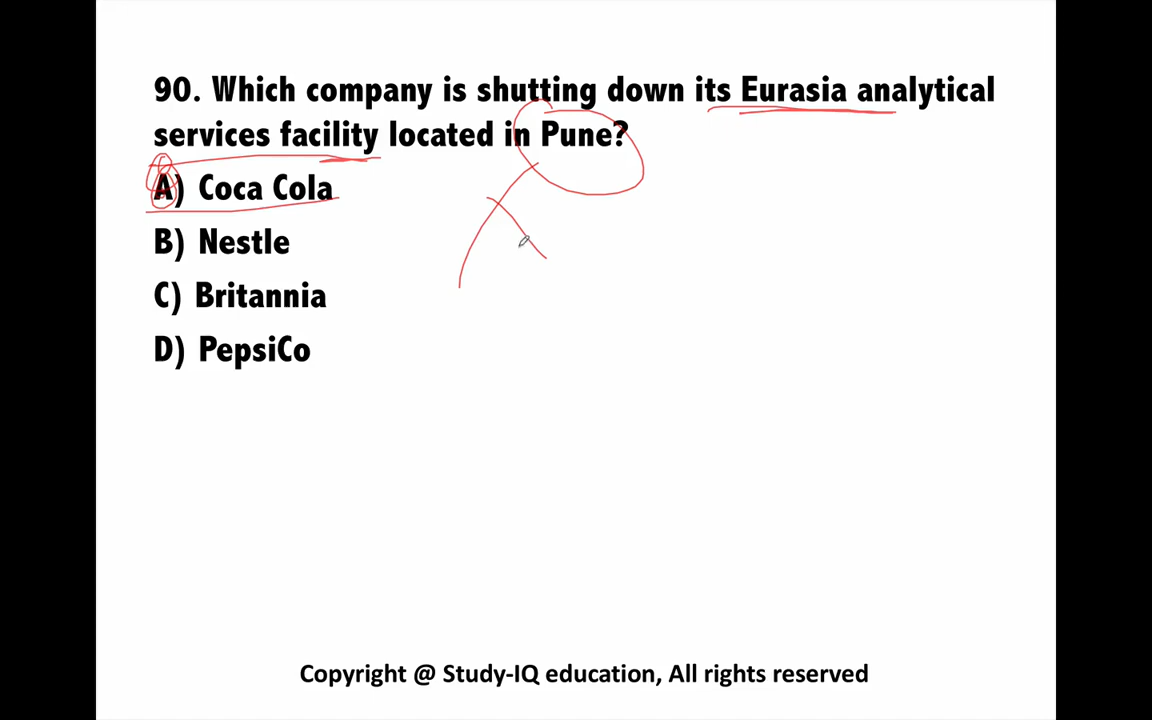 90. Which company is shutting down its Eurasia analytical
services facility located in Pune?
A) Coca Cola
B) Nestle
C) Britannia
D) PepsiCo
Copyright @ Study-IQ education, All rights reserved